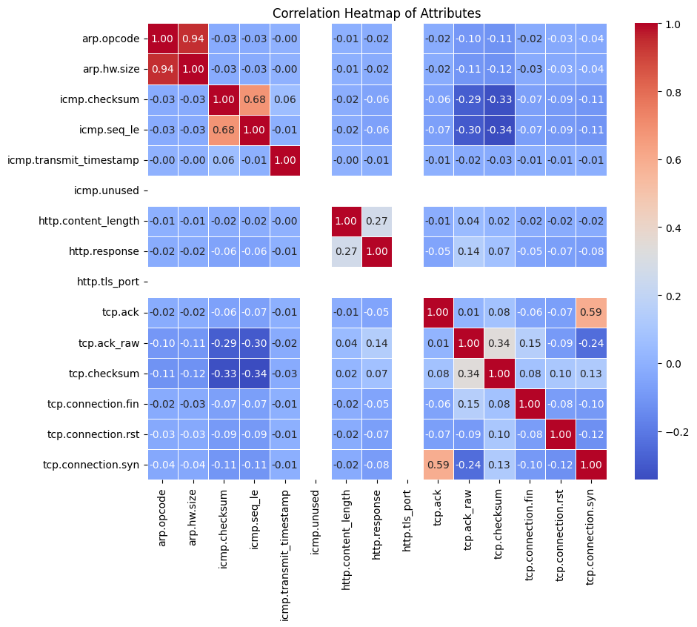 Correlation Heatmap of Attributes
arp.opcode 1.00 0.94 -0.03 -0.03 -0.00 -0.01 -0.02 -0.02 -0.10 -0.11 -0.02 -0.03 -0.04
arp.hw.size 0.94 1.00 -0.03 -0.03 -0.00 -0.01 -0.02 -0.02 -0.11 -0.12 -0.03 -0.03 -0.04
icmp.checksum -0.03 -0.03 1.00 0.68 0.06 -0.02 -0.06 -0.06 -0.29 -0.33 -0.07 -0.09 -0.11
icmp.seq_le -0.03 -0.03 0.68 1.00 -0.01 -0.02 -0.06 -0.07 -0.30 -0.34 -0.07 -0.09 -0.11
icmp.transmit_timestamp -0.00 -0.00 0.06 -0.01 1.00 -0.00 -0.01 -0.01 -0.02 -0.03 -0.01 -0.01 -0.01
icmp.unused
http.content_length -0.01 -0.01 -0.02 -0.02 -0.00 1.00 0.27 -0.01 0.04 0.02 -0.02 -0.02 -0.02
http.response -0.02 -0.02 -0.06 -0.06 -0.01 0.27 1.00 -0.05 0.14 0.07 -0.05 -0.07 -0.08
http.tls_port
tcp.ack -0.02 -0.02 -0.06 -0.07 -0.01 -0.01 -0.05 1.00 0.01 0.08 -0.06 -0.07 0.59
tcp.ack_raw -0.10 -0.11 -0.29 -0.30 -0.02 0.04 0.14 0.01 1.00 0.34 0.15 -0.09 -0.24
tcp.checksum -0.11 -0.12 -0.33 -0.34 -0.03 0.02 0.07 0.08 0.34 1.00 0.08 0.10 0.13
tcp.connection.fin -0.02 -0.03 -0.07 -0.07 -0.01 -0.02 -0.05 -0.06 0.15 0.08 1.00 -0.08 -0.10
tcp.connection.rst -0.03 -0.03 -0.09 -0.09 -0.01 -0.02 -0.07 -0.07 -0.09 0.10 -0.08 1.00 -0.12
tcp.connection.syn -0.04 -0.04 -0.11 -0.11 -0.01 -0.02 -0.08 0.59 -0.24 0.13 -0.10 -0.12 1.00
arp.opcode
arp.hw.size
icmp.checksum
icmp.seq_le
icmp.transmit_timestamp
icmp.unused
http.content_length
http.response
http.tls_port
tcp.ack
tcp.ack_raw
tcp.checksum
tcp.connection.fin
tcp.connection.rst
tcp.connection.syn
1.0
0.8
0.6
0.4
0.2
0.0
-0.2